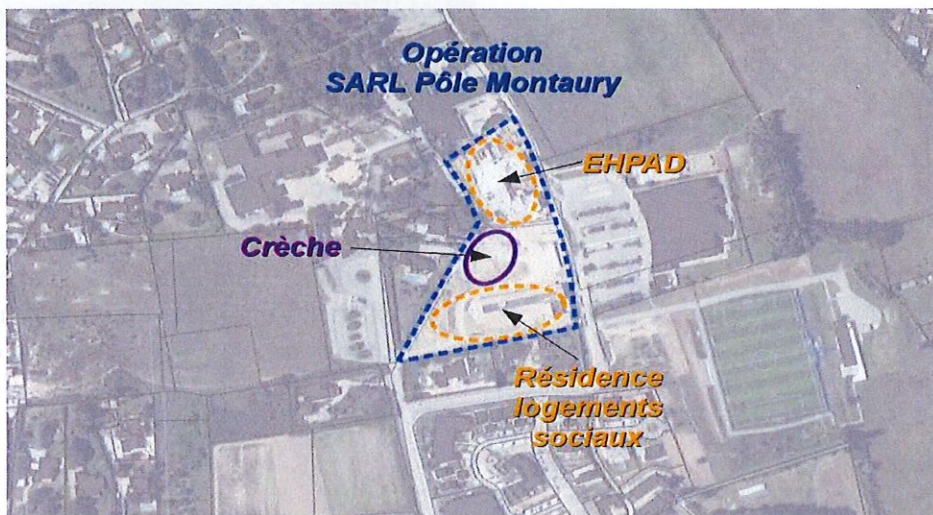 Opération
SARL Pôle Montaury
EHPAD
Crèche
Résidence
logements
sociaux